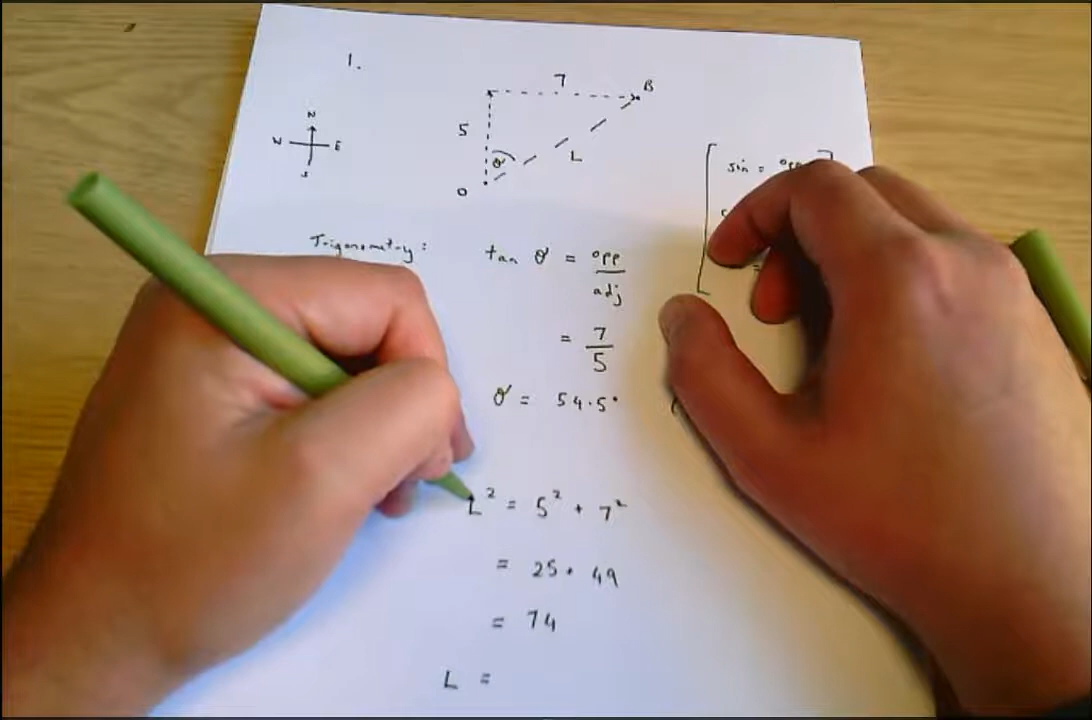 1.
7
B
N
5
W E
L
θ
S
O
sin = opp
Trigonometry:
tan θ = opp
adj
= 7
5
θ = 54.5°
L² = 5² + 7²
= 25 + 49
= 74
L =